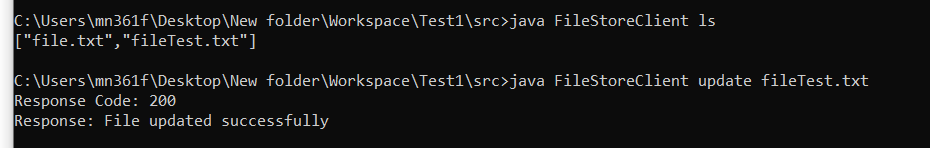 C:\Users\mn361f\Desktop\New folder\Workspace\Test1\src>java FileStoreClient ls
["file.txt","fileTest.txt"]
C:\Users\mn361f\Desktop\New folder\Workspace\Test1\src>java FileStoreClient update fileTest.txt
Response Code: 200
Response: File updated successfully